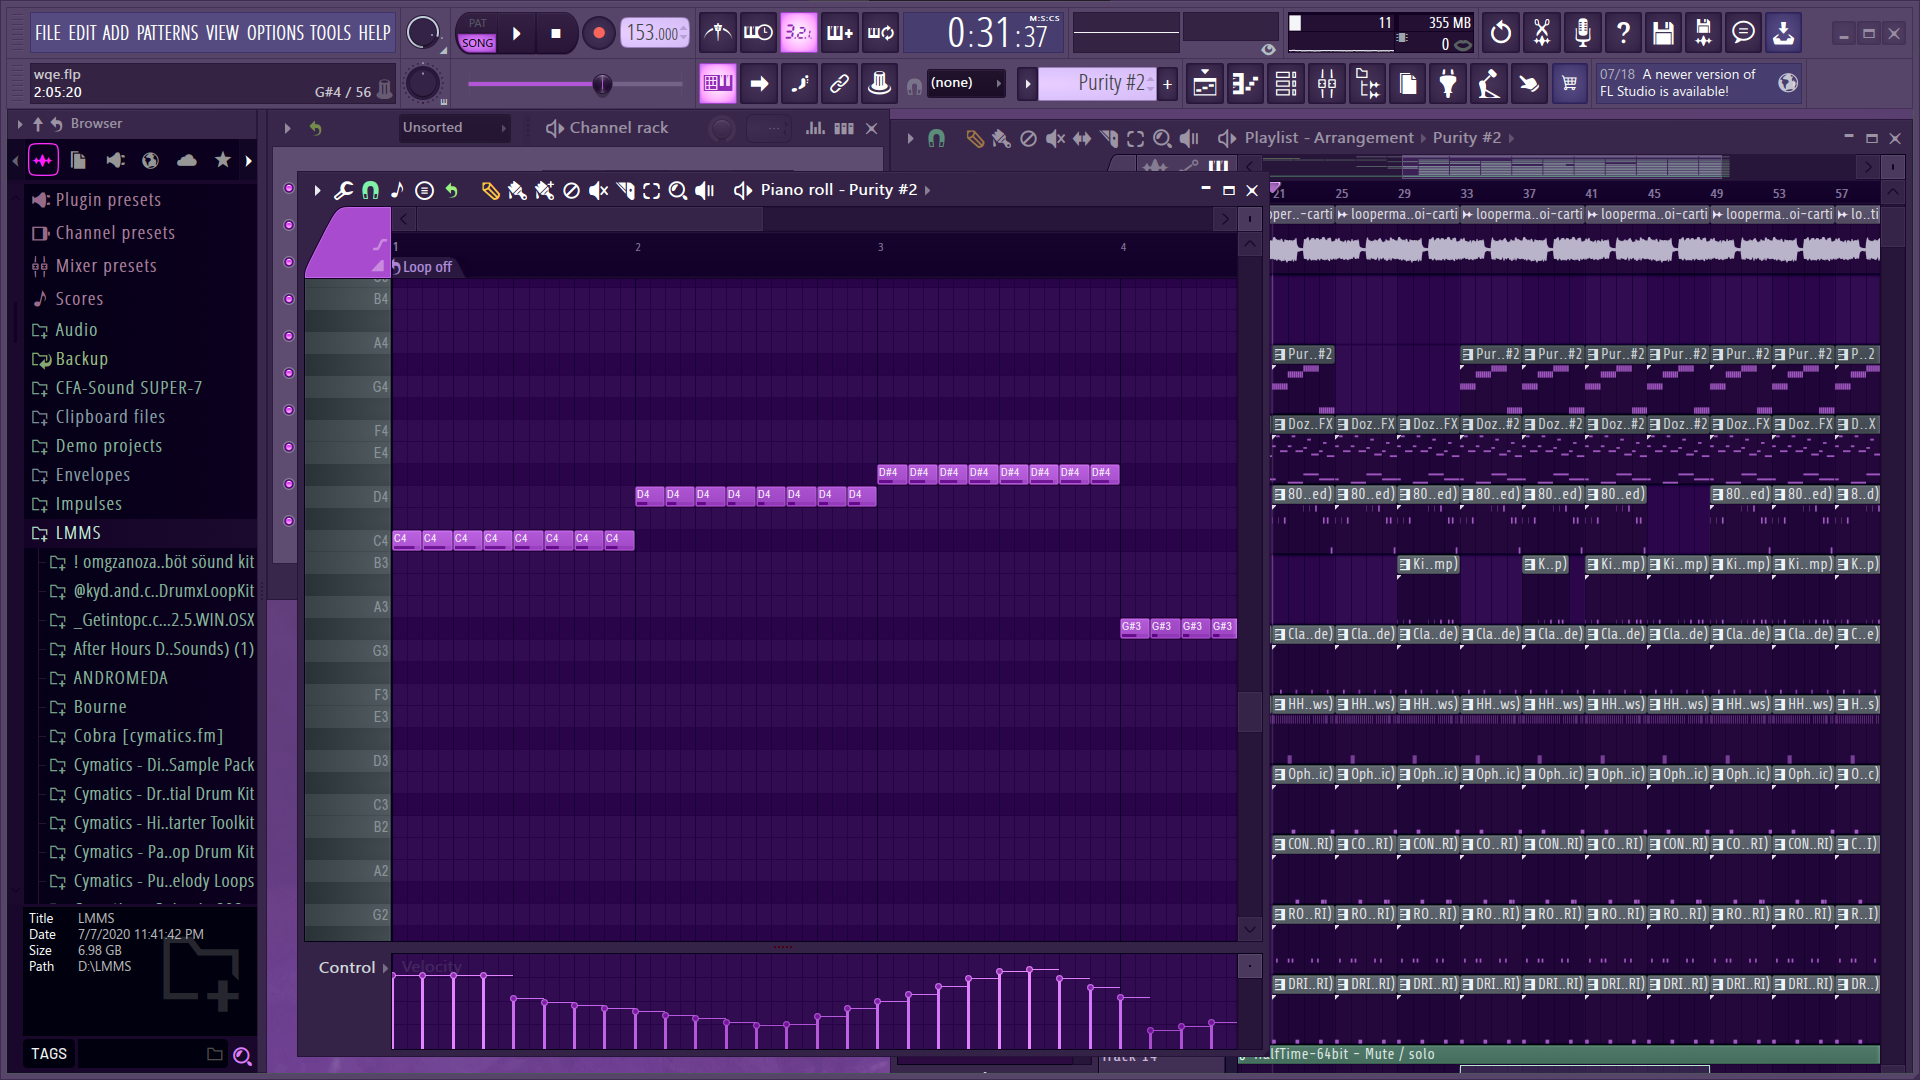 FILE EDIT ADD PATTERNS VIEW OPTIONS TOOLS HELP
PAT
SONG
153.000
3.2.
0:31:37
M:S:CS
11
355 MB
0
wqe.flp
2:05:20
G#4 / 56
(none)
Purity #2
07/18 A newer version of
FL Studio is available!
Browser
Unsorted
Channel rack
Playlist - Arrangement
Purity #2
Plugin presets
Channel presets
Mixer presets
Scores
Audio
Backup
CFA-Sound SUPER-7
Clipboard files
Demo projects
Envelopes
Impulses
LMMS
! omgzanoza..böt söund kit
@kyd.and.c..DrumxLoopKit
_Getintopc.c...2.5.WIN.OSX
After Hours D..Sounds) (1)
ANDROMEDA
Bourne
Cobra [cymatics.fm]
Cymatics - Di..Sample Pack
Cymatics - Dr..tial Drum Kit
Cymatics - Hi..tarter Toolkit
Cymatics - Pa..op Drum Kit
Cymatics - Pu..elody Loops
Title LMMS
Date 7/7/2020 11:41:42 PM
Size 6.98 GB
Path D:\LMMS
TAGS
Piano roll - Purity #2
1 2 3 4
Loop off
B4
A4
G4
F4
E4
D#4 D#4 D#4 D#4 D#4 D#4 D#4 D#4
D4 D4 D4 D4 D4 D4 D4 D4 D4
C4 C4 C4 C4 C4 C4 C4 C4 C4
B3
A3
G#3 G#3 G#3 G#3
G3
F3
E3
D3
C3
B2
A2
G2
Control
Velocity
21 25 29 33 37 41 45 49 53 57
oper..-carti looperma..oi-carti looperma..oi-carti looperma..oi-carti looperma..oi-carti lo..ti
Pur..#2 Pur..#2 Pur..#2 Pur..#2 Pur..#2 Pur..#2 Pur..#2 P..2
Doz..FX Doz..FX Doz..FX Doz..#2 Doz..#2 Doz..#2 Doz..#2 Doz..FX Doz..FX D..X
80..ed) 80..ed) 80..ed) 80..ed) 80..ed) 80..ed) 80..ed) 80..ed) 8..d)
Ki..mp) K..p) Ki..mp) Ki..mp) Ki..mp) Ki..mp) K..p)
Cla..de) Cla..de) Cla..de) Cla..de) Cla..de) Cla..de) Cla..de) Cla..de) Cla..de) C..e)
HH..ws) HH..ws) HH..ws) HH..ws) HH..ws) HH..ws) HH..ws) HH..ws) HH..ws) H..s)
Oph..ic) Oph..ic) Oph..ic) Oph..ic) Oph..ic) Oph..ic) Oph..ic) Oph..ic) Oph..ic) O..c)
CON..RI) CO..RI) CON..RI) CO..RI) CON..RI) CO..RI) CON..RI) CO..RI) CON..RI) C..I)
RO..RI) RO..RI) RO..RI) RO..RI) RO..RI) RO..RI) RO..RI) RO..RI) RO..RI) R..I)
DRI..RI) DRI..RI) DRI..RI) DRI..RI) DRI..RI) DRI..RI) DRI..RI) DRI..RI) DRI..RI) DR..)
Track 14
alfTime-64bit - Mute / solo